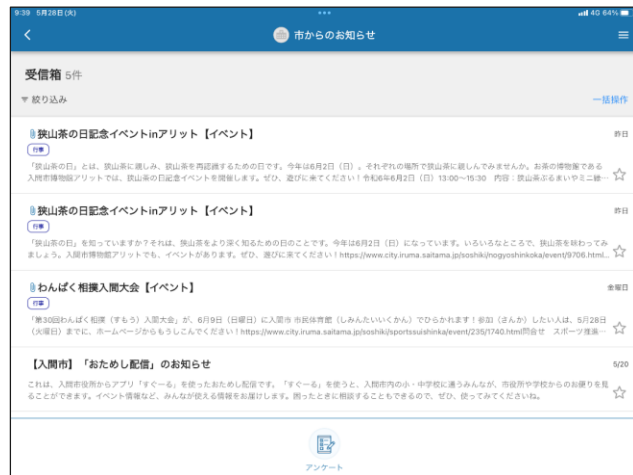 9:39 5月28日(火)
4G 64%
市からのお知らせ
受信箱 5件
絞り込み 一括操作
狭山茶の日記念イベントinアリット【イベント】 昨日
行事
「狭山茶の日」とは、狭山茶に親しみ、狭山茶を再認識するための日です。今年は6月2日（日）。それぞれの場所で狭山茶に親しんでみませんか。お茶の博物館である
入間市博物館アリットでは、狭山茶の日記念イベントを開催します。ぜひ、遊びに来てください！令和6年6月2日（日）13:00〜15:30 内容：狭山茶ふるまいやミニ縁…
狭山茶の日記念イベントinアリット【イベント】 昨日
行事
「狭山茶の日」を知っていますか？それは、狭山茶をより深く知るための日のことです。今年は6月2日（日）になっています。いろいろなところで、狭山茶を味わってみ
ましょう。入間市博物館アリットでも、イベントがあります。ぜひ、遊びに来てください！https://www.city.iruma.saitama.jp/soshiki/nogyoshinkoka/event/9706.html…
わんぱく相撲入間大会【イベント】 金曜日
行事
「第30回わんぱく相撲（すもう）入間大会」が、6月9日（日曜日）に入間市 市民体育館（しみんたいいくかん）でひらかれます！参加（さんか）したい人は、5月28日
（火曜日）までに、ホームページからもうしこんでください！https://www.city.iruma.saitama.jp/soshiki/sportssuishinka/event/235/1740.html問合せ スポーツ推進…
【入間市】「おためし配信」のお知らせ 5/20
これは、入間市役所からアプリ「すぐーる」を使ったおためし配信です。「すぐーる」を使うと、入間市内の小・中学校に通うみんなが、市役所や学校からのお便りを見
ることができます。イベント情報など、みんなが使える情報をお届けします。困ったときに相談することもできるので、ぜひ、使ってみてくださいね。
アンケート